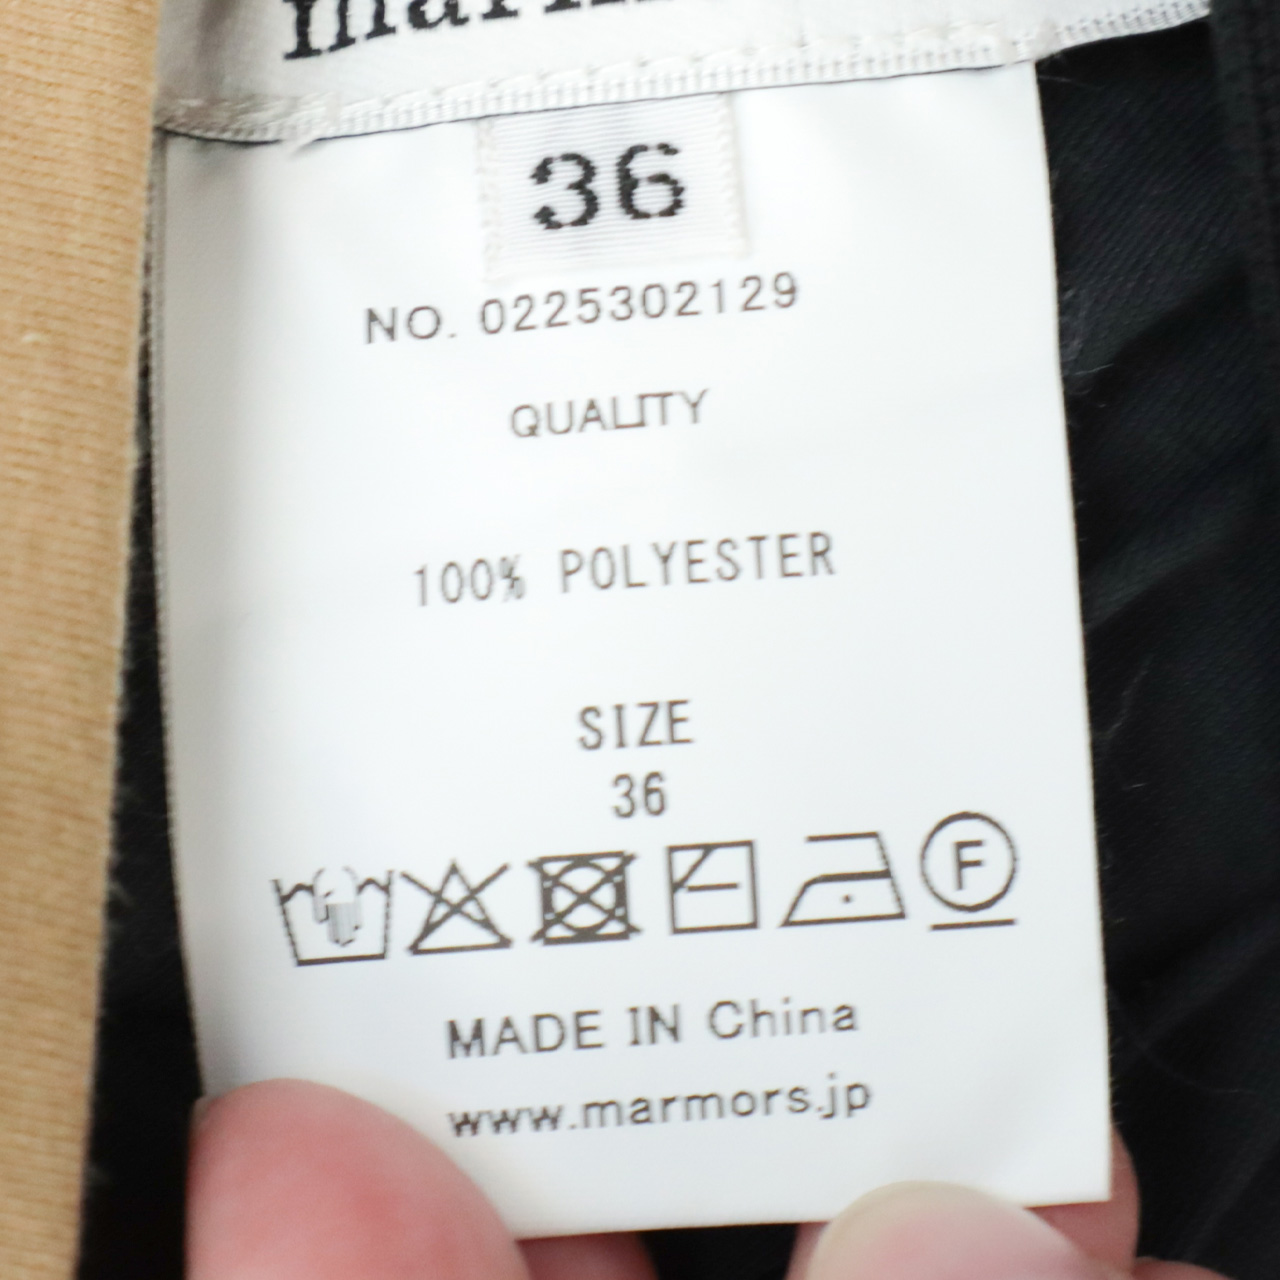 36
NO. 0225302129
QUALITY
100% POLYESTER
SIZE
36
F
MADE IN China
www.marmors.jp